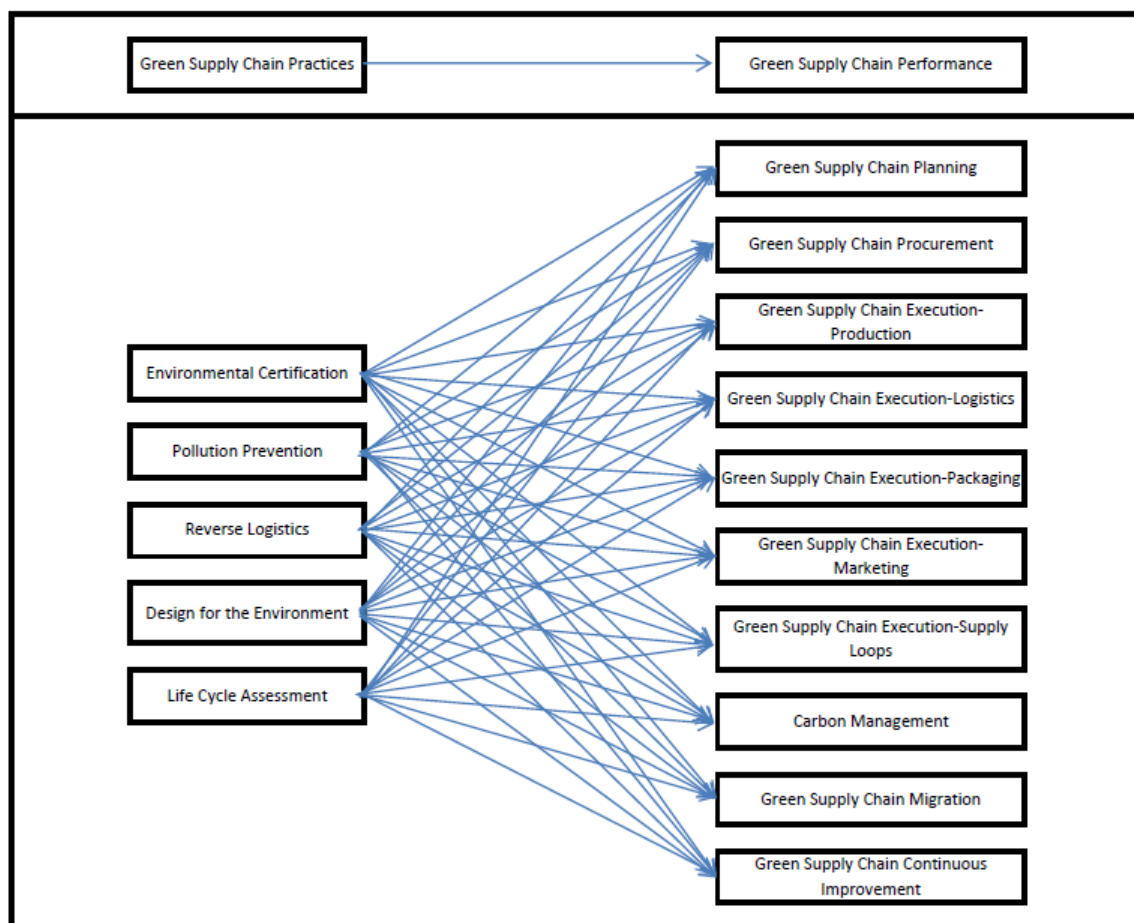 Green Supply Chain Practices
Green Supply Chain Performance
Green Supply Chain Planning
Green Supply Chain Procurement
Green Supply Chain Execution-
Production
Environmental Certification
Green Supply Chain Execution-Logistics
Pollution Prevention
Green Supply Chain Execution-Packaging
Reverse Logistics
Green Supply Chain Execution-
Marketing
Design for the Environment
Green Supply Chain Execution-Supply
Loops
Life Cycle Assessment
Carbon Management
Green Supply Chain Migration
Green Supply Chain Continuous
Improvement